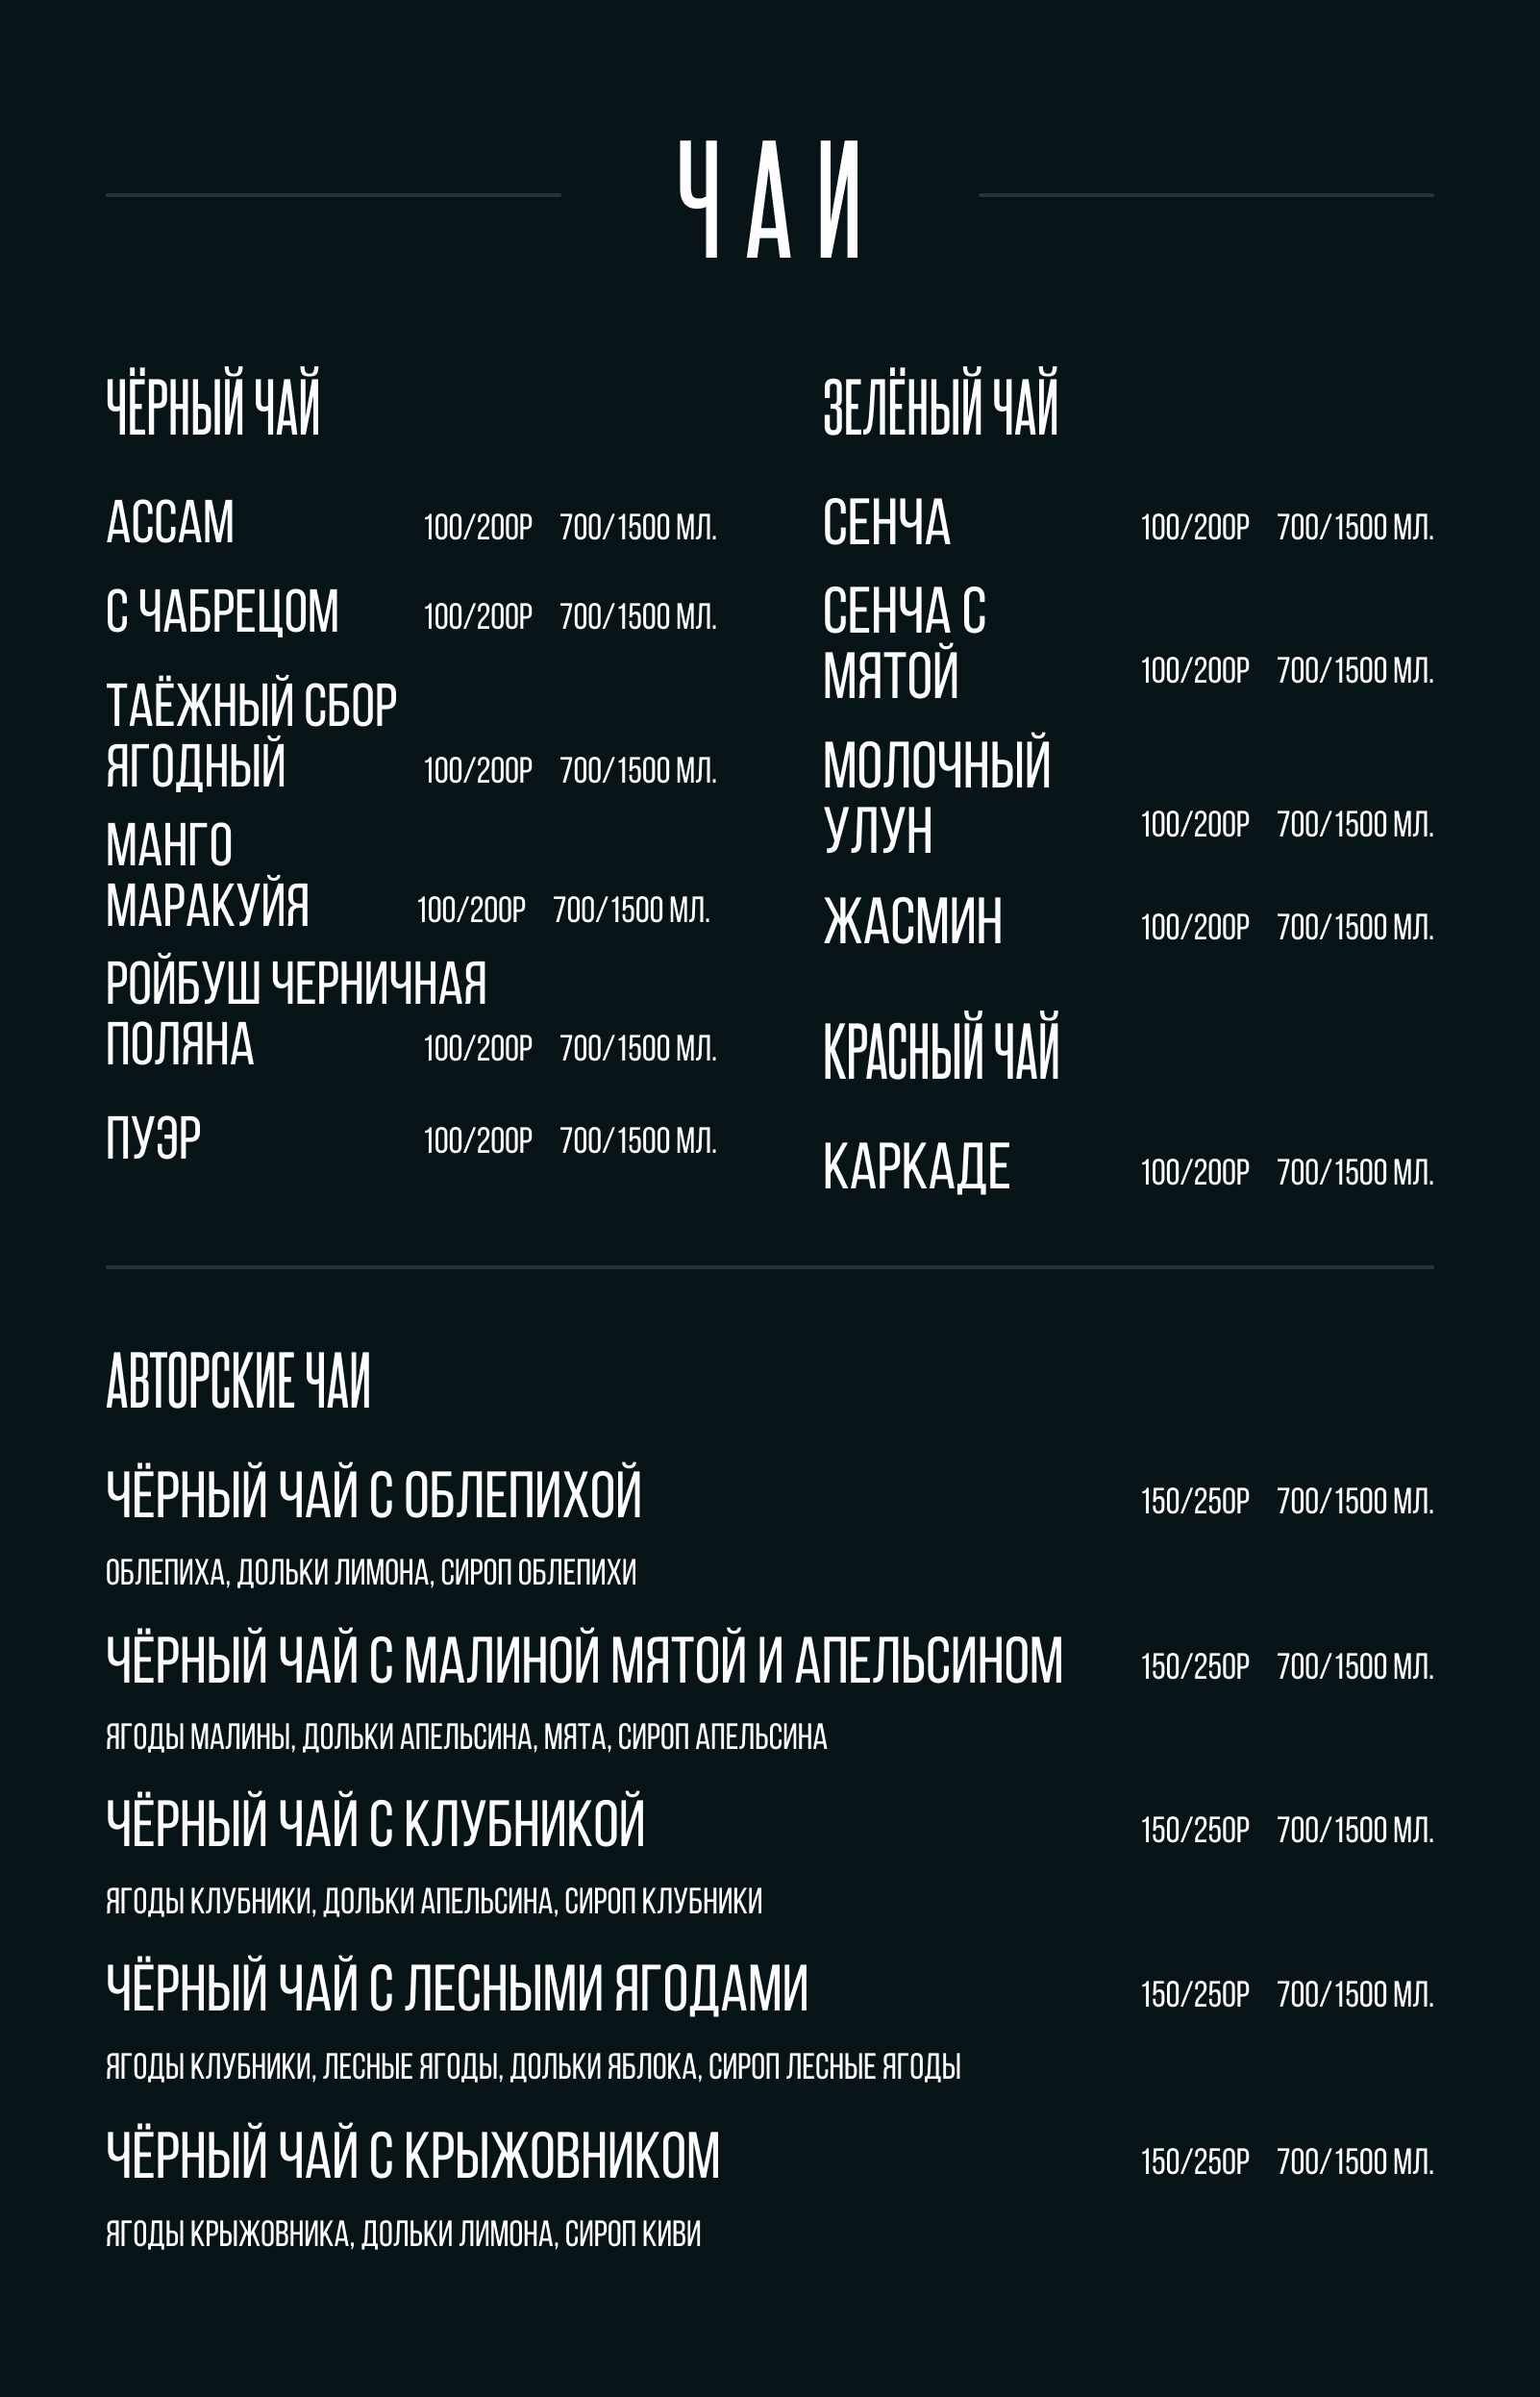 ЧАИ
ЧЁРНЫЙ ЧАЙ
АССАМ 100/200Р 700/1500 МЛ.
С ЧАБРЕЦОМ 100/200Р 700/1500 МЛ.
ТАЁЖНЫЙ СБОР
ЯГОДНЫЙ 100/200Р 700/1500 МЛ.
МАНГО
МАРАКУЙЯ 100/200Р 700/1500 МЛ.
РОЙБУШ ЧЕРНИЧНАЯ
ПОЛЯНА 100/200Р 700/1500 МЛ.
ПУЭР 100/200Р 700/1500 МЛ.
ЗЕЛЁНЫЙ ЧАЙ
СЕНЧА 100/200Р 700/1500 МЛ.
СЕНЧА С
МЯТОЙ 100/200Р 700/1500 МЛ.
МОЛОЧНЫЙ
УЛУН 100/200Р 700/1500 МЛ.
ЖАСМИН 100/200Р 700/1500 МЛ.
КРАСНЫЙ ЧАЙ
КАРКАДЕ 100/200Р 700/1500 МЛ.
АВТОРСКИЕ ЧАИ
ЧЁРНЫЙ ЧАЙ С ОБЛЕПИХОЙ 150/250Р 700/1500 МЛ.
ОБЛЕПИХА, ДОЛЬКИ ЛИМОНА, СИРОП ОБЛЕПИХИ
ЧЁРНЫЙ ЧАЙ С МАЛИНОЙ МЯТОЙ И АПЕЛЬСИНОМ 150/250Р 700/1500 МЛ.
ЯГОДЫ МАЛИНЫ, ДОЛЬКИ АПЕЛЬСИНА, МЯТА, СИРОП АПЕЛЬСИНА
ЧЁРНЫЙ ЧАЙ С КЛУБНИКОЙ 150/250Р 700/1500 МЛ.
ЯГОДЫ КЛУБНИКИ, ДОЛЬКИ АПЕЛЬСИНА, СИРОП КЛУБНИКИ
ЧЁРНЫЙ ЧАЙ С ЛЕСНЫМИ ЯГОДАМИ 150/250Р 700/1500 МЛ.
ЯГОДЫ КЛУБНИКИ, ЛЕСНЫЕ ЯГОДЫ, ДОЛЬКИ ЯБЛОКА, СИРОП ЛЕСНЫЕ ЯГОДЫ
ЧЁРНЫЙ ЧАЙ С КРЫЖОВНИКОМ 150/250Р 700/1500 МЛ.
ЯГОДЫ КРЫЖОВНИКА, ДОЛЬКИ ЛИМОНА, СИРОП КИВИ